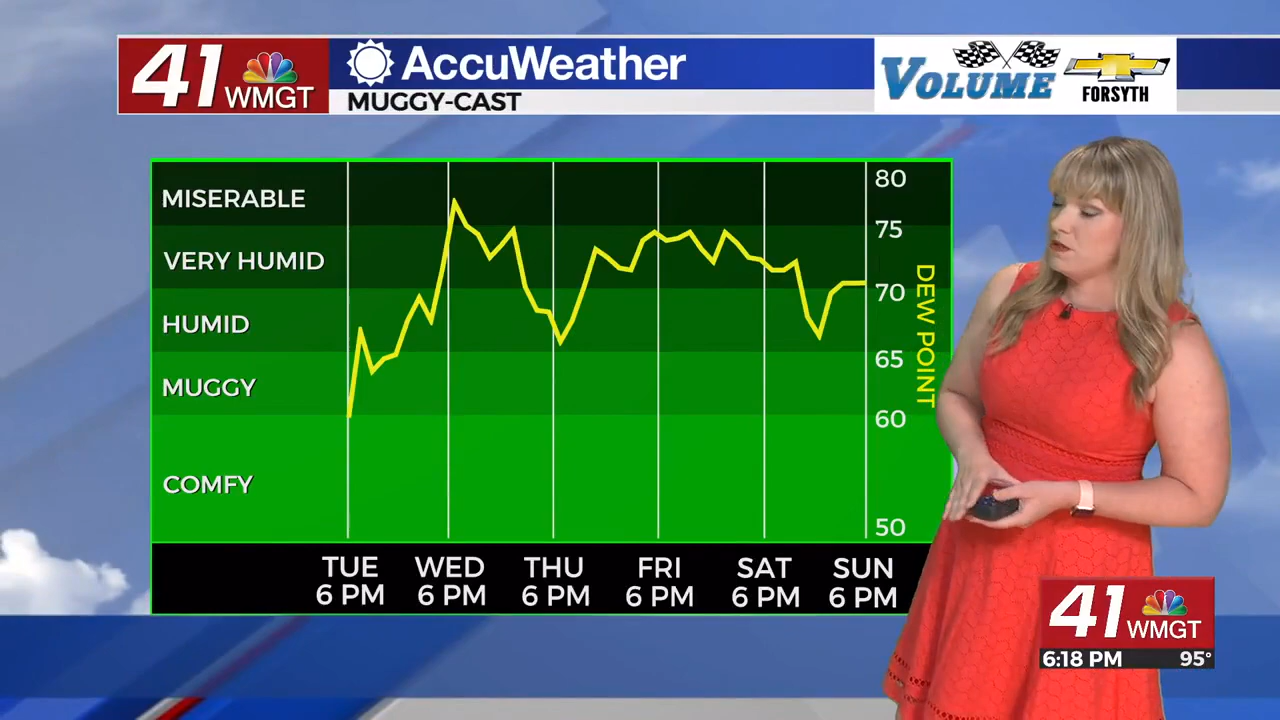 41
WMGT
AccuWeather
MUGGY-CAST
VOLUME
FORSYTH
MISERABLE
VERY HUMID
HUMID
MUGGY
COMFY
80
75
70
65
60
50
DEW POINT
TUE
6 PM
WED
6 PM
THU
6 PM
FRI
6 PM
SAT
6 PM
SUN
6 PM
41
WMGT
6:18 PM 95°